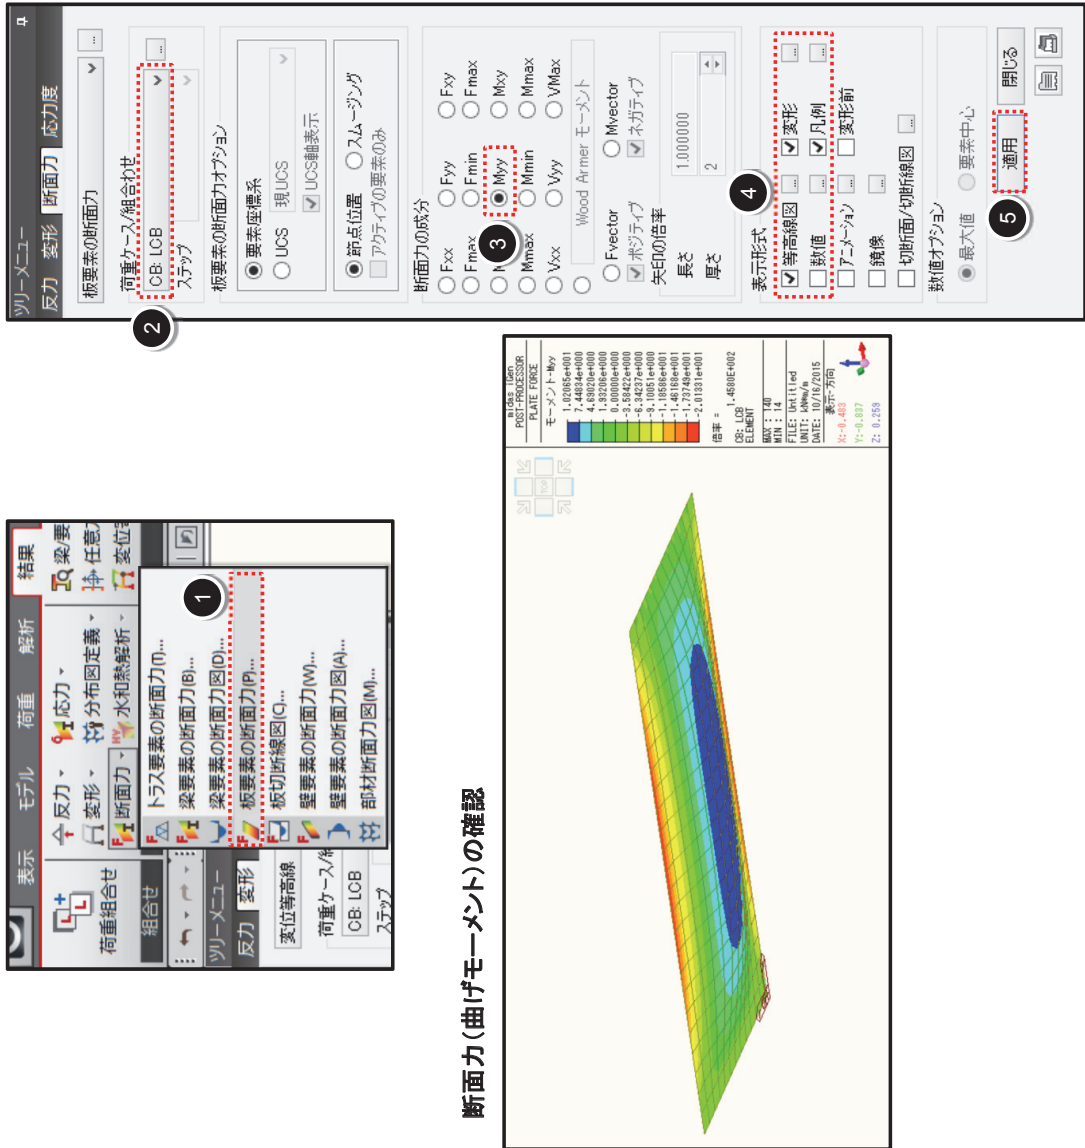 断面力（曲げモーメント）の確認
表示
モデル
荷重
解析
結果
荷重組合せ
組合せ
反力
変形
断面力
応力
分布図定義
水和熱解析
梁/要
任意
変位
トラス要素の断面力(T)...
梁要素の断面力(B)...
梁要素の断面力図(D)...
板要素の断面力(P)...
板切断線図(C)...
壁要素の断面力(W)...
壁要素の断面力図(A)...
部材断面力図(M)...
1
ツリーメニュー
反力 変形
変位等高線
荷重ケース/組
CB: LCB
ステップ
midas iGen
POST-PROCESSOR
PLATE FORCE
モーメント-Myy
1.02065e+001
7.44834e+000
4.69020e+000
1.93206e+000
0.00000e+000
-3.58422e+000
-6.34237e+000
-9.10051e+000
-1.18586e+001
-1.46168e+001
-1.73749e+001
-2.01331e+001
倍率 =
1.4580E+002
CB: LCB
ELEMENT
MAX : 140
MIN : 14
FILE: Untitled
UNIT: kN*m/m
DATE: 10/16/2015
表示-方向
X:-0.483
Y:-0.837
Z: 0.259
TOP
ツリーメニュー
反力 変形 断面力 応力度
板要素の断面力 ...
荷重ケース/組合わせ
CB: LCB ...
2
ステップ
板要素の断面力オプション
要素座標系
UCS 現UCS
UCS軸表示
節点位置 スムージング
アクティブの要素のみ
断面力の成分
Fxx Fyy Fxy
Fmax Fmin Fmax
M Myy Mxy
3
Mmax Mmin Mmax
Vxx Vyy VMax
Wood Armer モーメント
Fvector Mvector
ポジティブ ネガティブ
矢印の倍率
長さ 1.000000
厚さ 2
表示形式
4
等高線図 ... 変形 ...
数値 ... 凡例 ...
アニメーション ... 変形前
鏡像 ...
切断面/切断線図 ...
数値オプション
最大値 要素中心
5
適用 閉じる